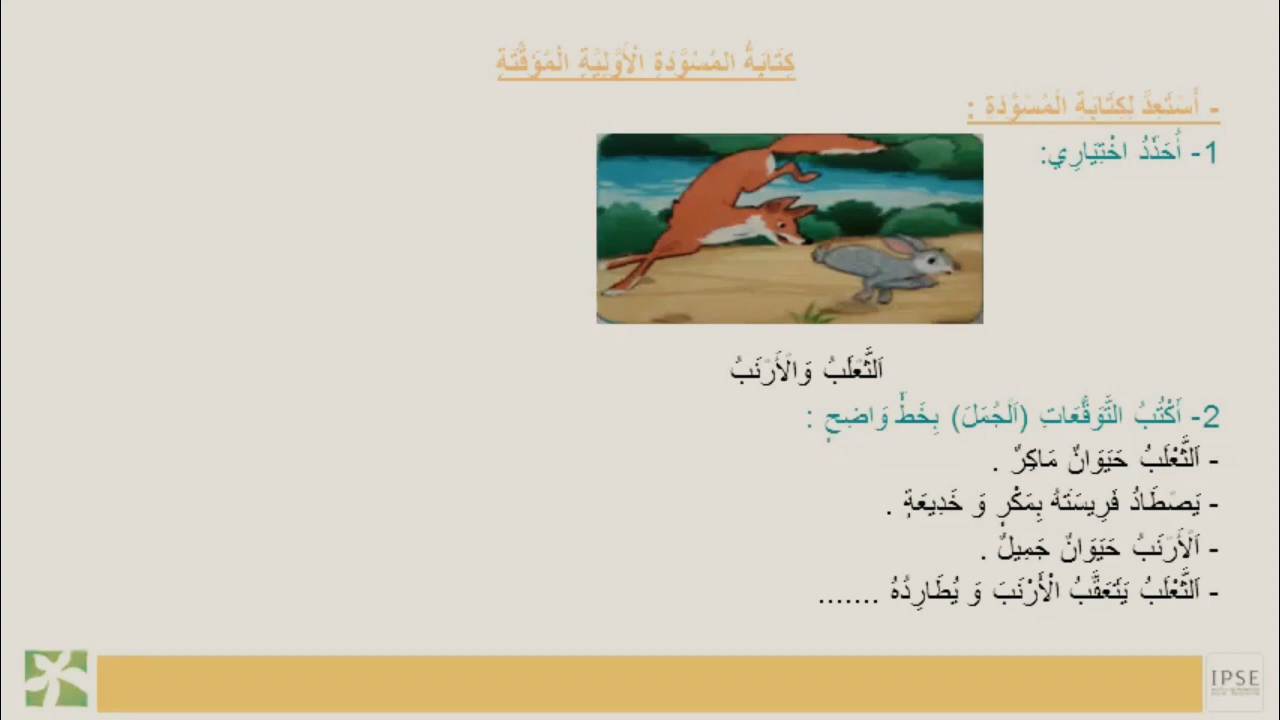 كِتَابَةُ المُسْوَّدَةِ الْأَوَّلِيَّةِ الْمُؤَقَّتَةِ
- أَسْتَعِدُّ لِكِتَابَةِ الْمُسْوَّدَةِ :
1- أُحَدِّدُ اخْتِيَارِي:
اَلثَّعْلَبُ وَالْأَرْنَبُ
2- أَكْتُبُ التَّوَقُّعَاتِ (اَلْجُمَلَ) بِخَطٍّ وَاضِحٍ :
- اَلثَّعْلَبُ حَيَوَانٌ مَاكِرٌ .
- يَصْطَادُ فَرِيسَتَهُ بِمَكْرٍ وَ خَدِيعَةٍ .
- اَلْأَرْنَبُ حَيَوَانٌ جَمِيلٌ .
- اَلثَّعْلَبُ يَتَعَقَّبُ الْأَرْنَبَ وَ يُطَارِدُهُ .......
IPSE